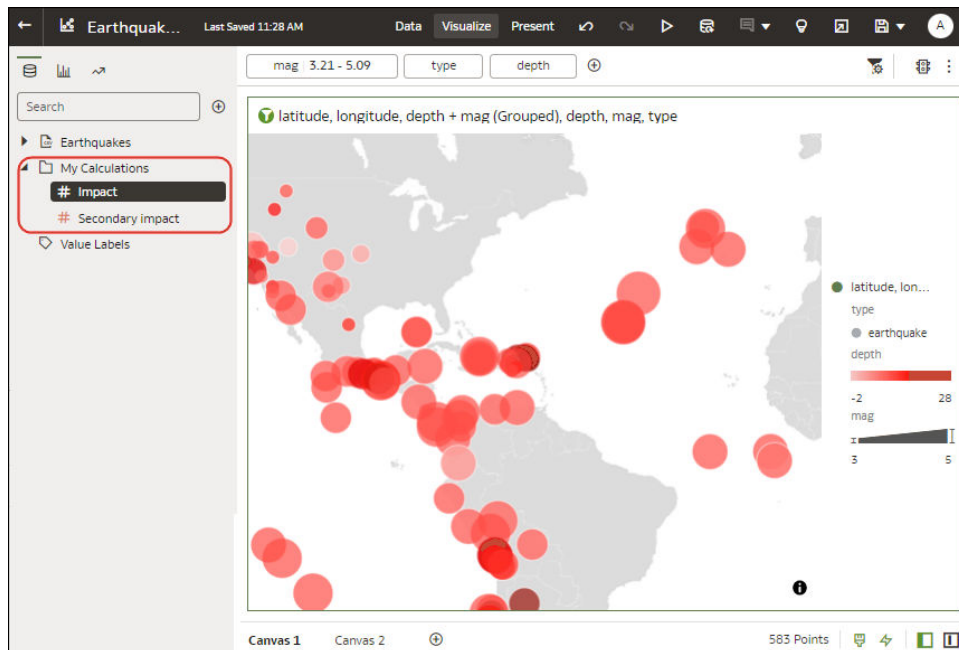 Earthquak... Last Saved 11:28 AM Data Visualize Present A
mag 3.21 - 5.09 type depth
Search
latitude, longitude, depth + mag (Grouped), depth, mag, type
Earthquakes
My Calculations
# Impact
# Secondary impact
Value Labels
latitude, lon...
type
earthquake
depth
-2 28
mag
3 5
Canvas 1 Canvas 2 583 Points